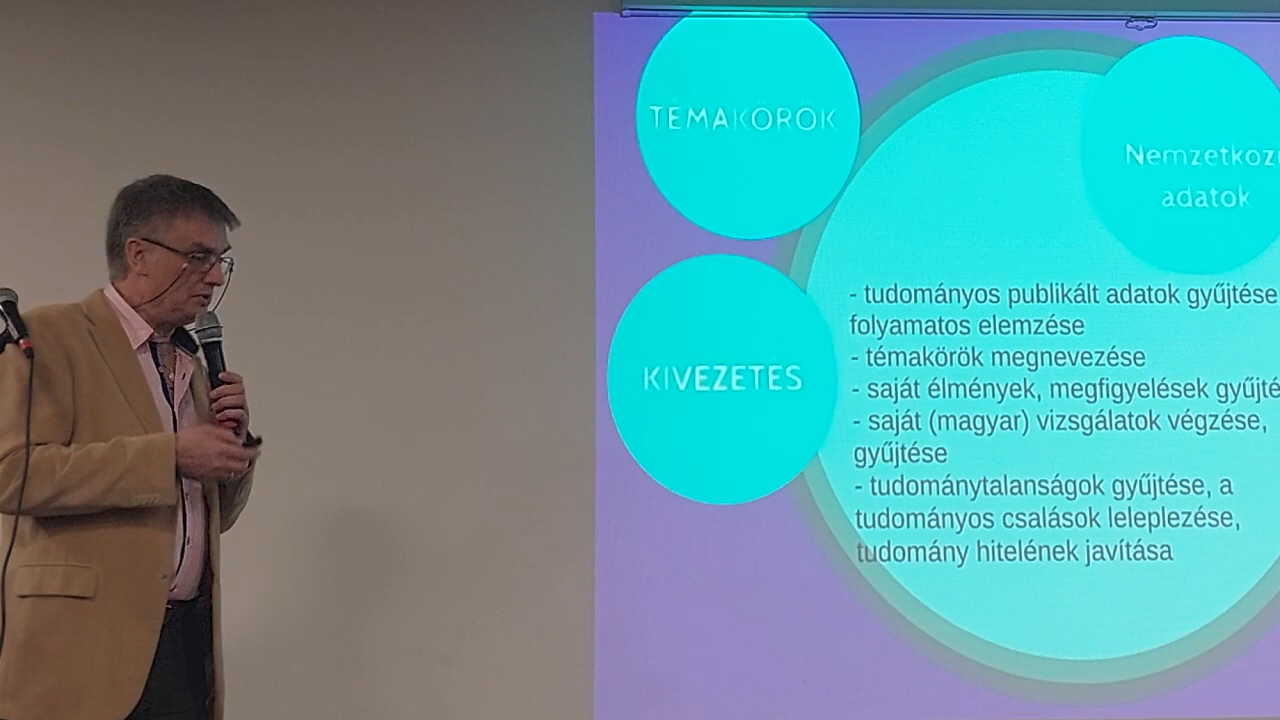 TÉMAKÖRÖK
Nemzetközi
adatok
KIVEZETÉS
- tudományos publikált adatok gyűjtése
folyamatos elemzése
- témakörök megnevezése
- saját élmények, megfigyelések gyűjté
- saját (magyar) vizsgálatok végzése,
gyűjtése
- tudománytalanságok gyűjtése, a
tudományos csalások leleplezése,
tudomány hitelének javítása